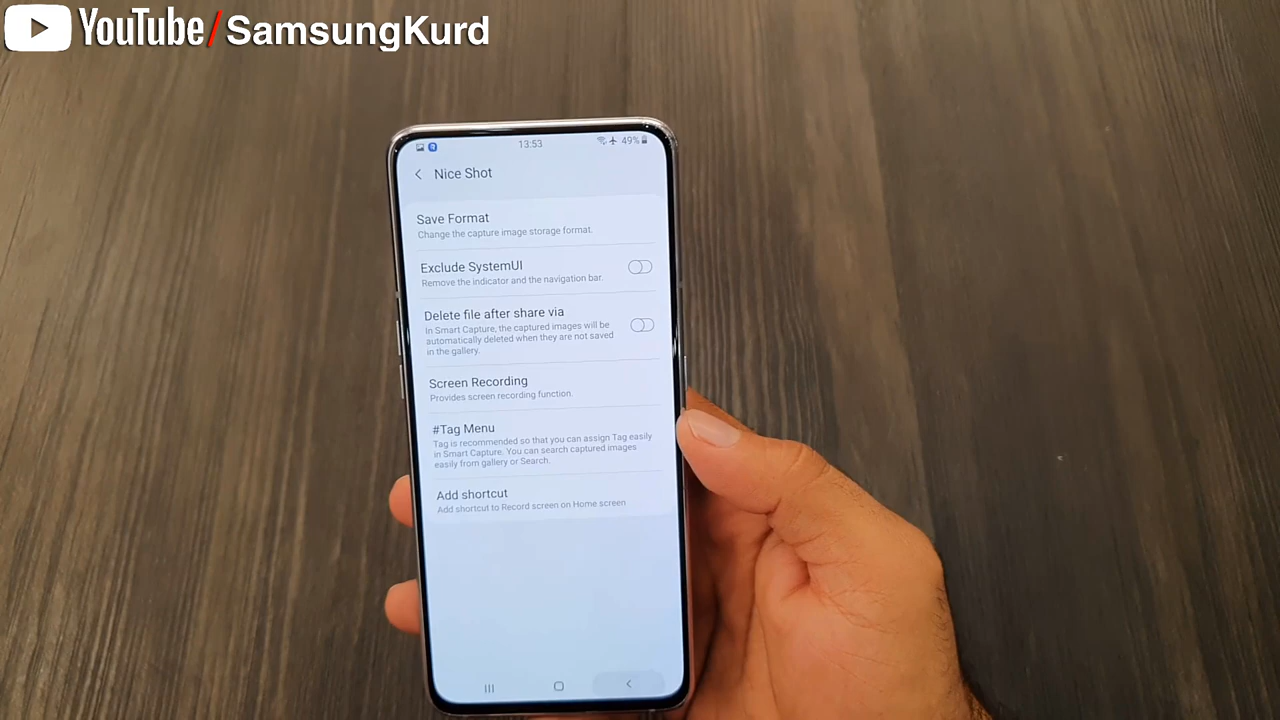 YouTube/SamsungKurd
13:53
49%
Nice Shot
Save Format
Change the capture image storage format.
Exclude SystemUI
Remove the indicator and the navigation bar.
Delete file after share via
In Smart Capture, the captured images will be
automatically deleted when they are not saved
in the gallery.
Screen Recording
Provides screen recording function.
#Tag Menu
Tag is recommended so that you can assign Tag easily
in Smart Capture. You can search captured images
easily from gallery or Search.
Add shortcut
Add shortcut to Record screen on Home screen